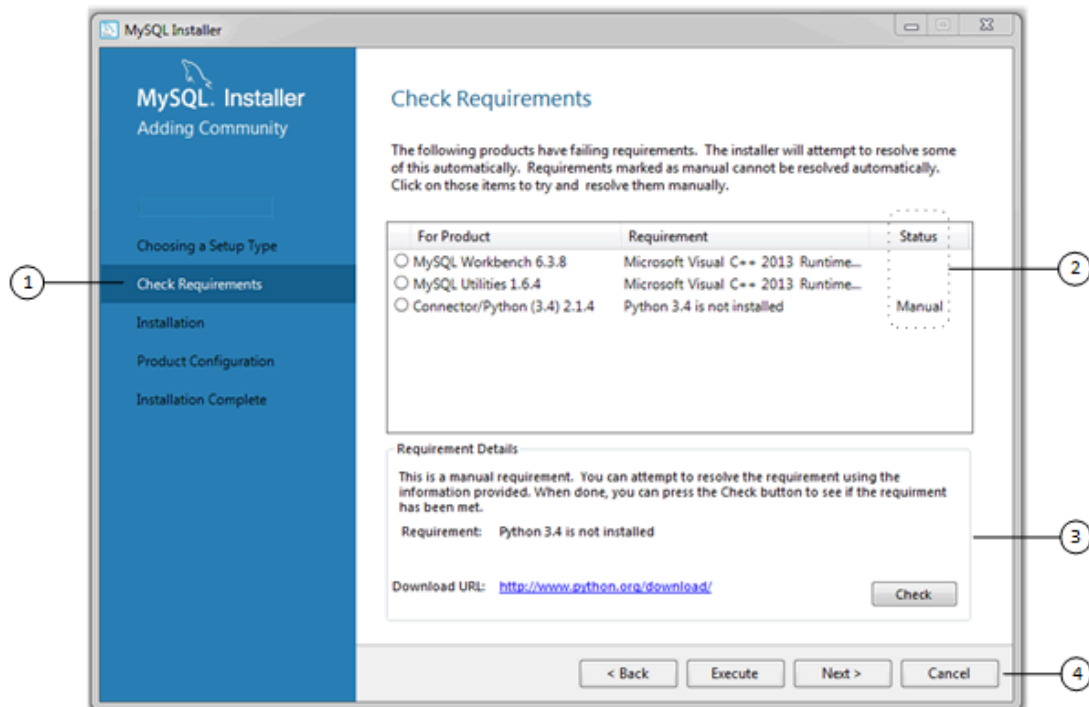 MySQL Installer
MySQL. Installer
Adding Community
Choosing a Setup Type
Check Requirements
Installation
Product Configuration
Installation Complete
1
Check Requirements
The following products have failing requirements. The installer will attempt to resolve some
of this automatically. Requirements marked as manual cannot be resolved automatically.
Click on those items to try and resolve them manually.
For Product Requirement Status
MySQL Workbench 6.3.8 Microsoft Visual C++ 2013 Runtime...
MySQL Utilities 1.6.4 Microsoft Visual C++ 2013 Runtime...
Connector/Python (3.4) 2.1.4 Python 3.4 is not installed Manual
2
Requirement Details
This is a manual requirement. You can attempt to resolve the requirement using the
information provided. When done, you can press the Check button to see if the requirment
has been met.
Requirement: Python 3.4 is not installed
3
Download URL: http://www.python.org/download/
Check
< Back Execute Next > Cancel
4